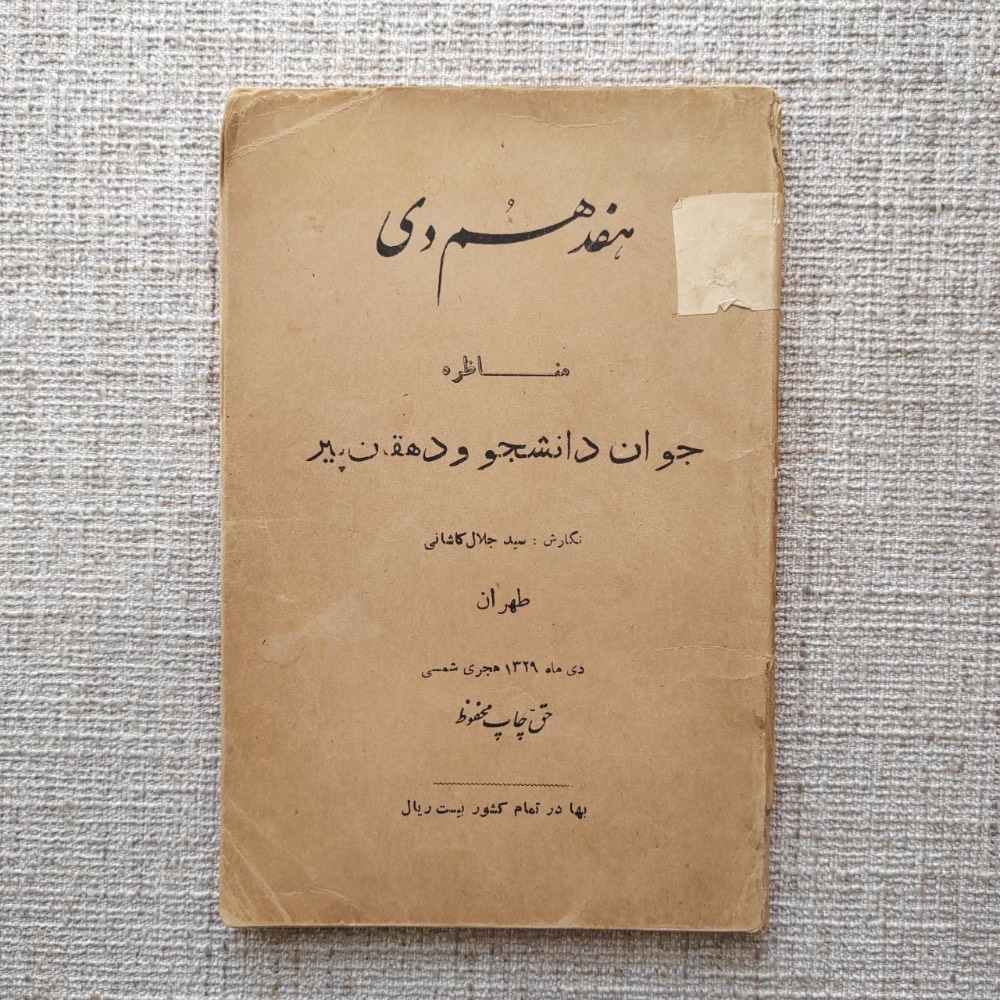 هفدهم دی
مناظره
جوان دانشجو و دهقان پیر
نگارش : سید جلال کاشانی
طهران
دی ماه ۱۳۲۹ هجری شمسی
حق چاپ محفوظ
بها در تمام کشور بیست ریال